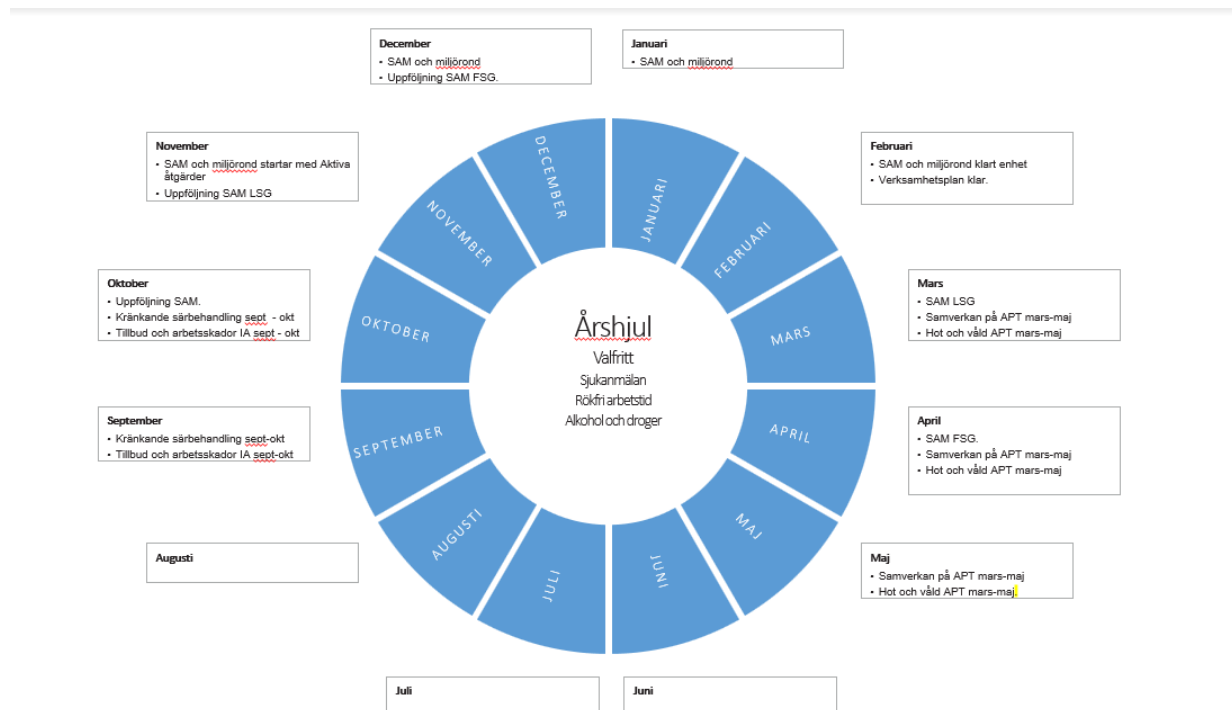 December
• SAM och miljörond
• Uppföljning SAM FSG.
Januari
• SAM och miljörond
November
• SAM och miljörond startar med Aktiva
åtgärder
• Uppföljning SAM LSG
Februari
• SAM och miljörond klart enhet
• Verksamhetsplan klar.
Oktober
• Uppföljning SAM.
• Kränkande särbehandling sept - okt
• Tillbud och arbetsskador IA sept - okt
Mars
• SAM LSG
• Samverkan på APT mars-maj
• Hot och våld APT mars-maj
September
• Kränkande särbehandling sept-okt
• Tillbud och arbetsskador IA sept-okt
April
• SAM FSG.
• Samverkan på APT mars-maj
• Hot och våld APT mars-maj
Augusti
Maj
• Samverkan på APT mars-maj
• Hot och våld APT mars-maj.
Juli
Juni
JANUARI
FEBRUARI
MARS
APRIL
MAJ
JUNI
JULI
AUGUSTI
SEPTEMBER
OKTOBER
NOVEMBER
DECEMBER
Årshjul
Valfritt
Sjukanmälan
Rökfri arbetstid
Alkohol och droger